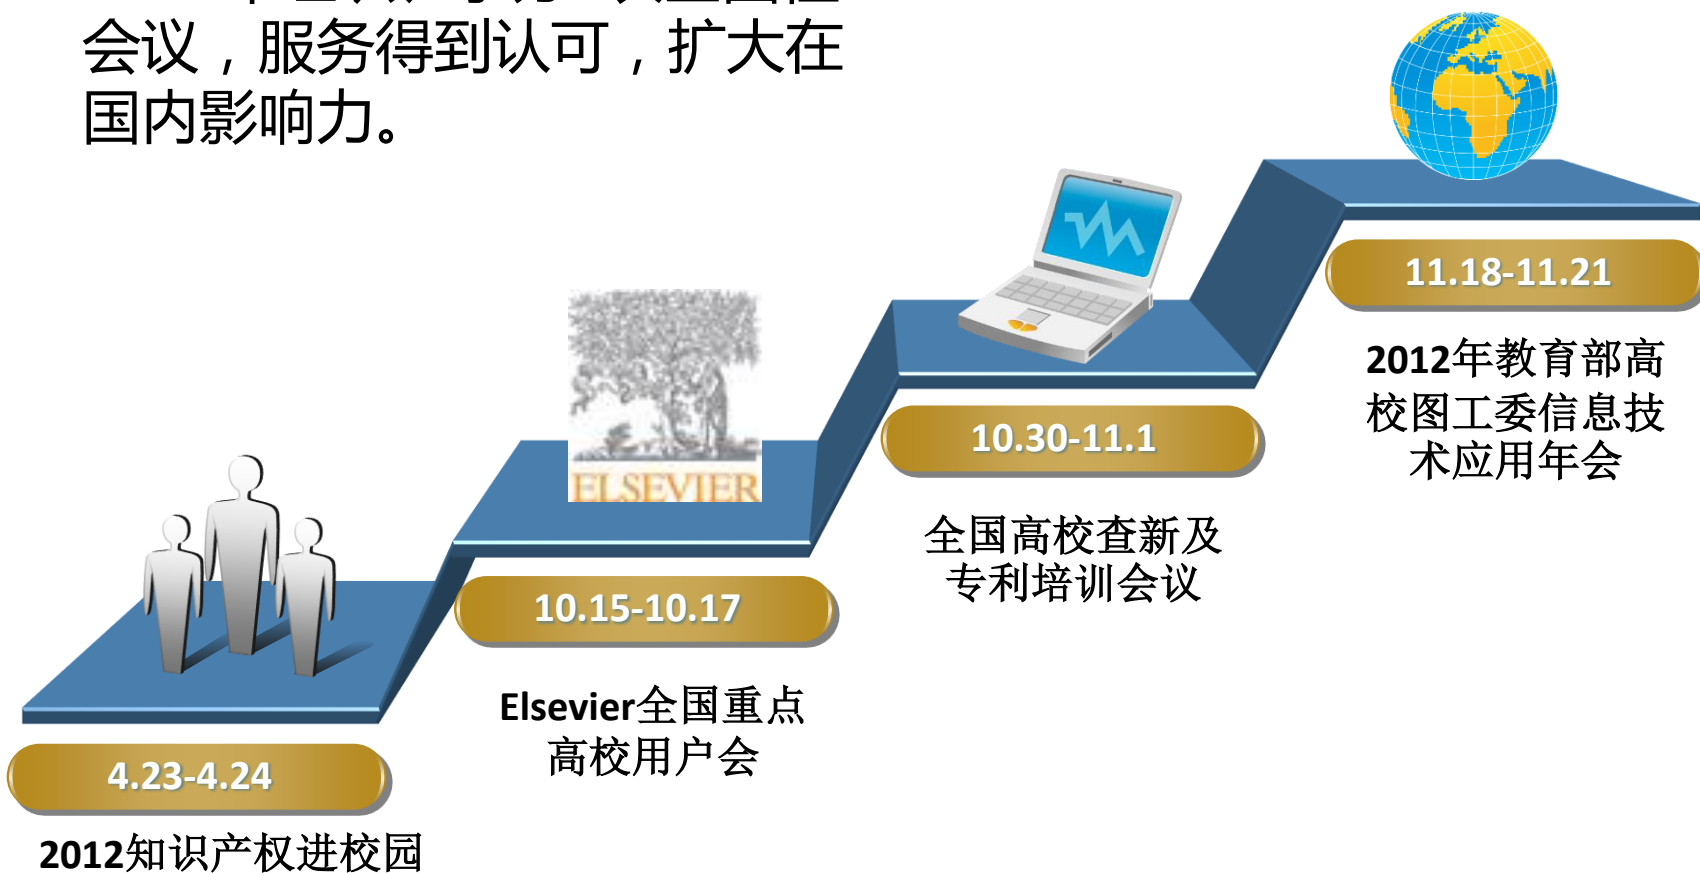 会议，服务得到认可，扩大在
国内影响力。
11.18-11.21
2012年教育部高
校图工委信息技
术应用年会
10.30-11.1
全国高校查新及
专利培训会议
ELSEVIER
10.15-10.17
Elsevier全国重点
高校用户会
4.23-4.24
2012知识产权进校园